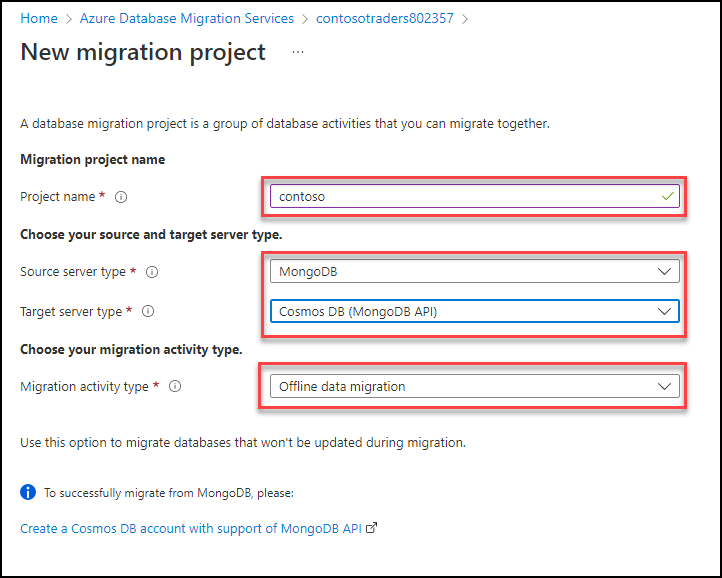 Home > Azure Database Migration Services > contosotraders802357 >
New migration project ...
A database migration project is a group of database activities that you can migrate together.
Migration project name
Project name * contoso
Choose your source and target server type.
Source server type * MongoDB
Target server type * Cosmos DB (MongoDB API)
Choose your migration activity type.
Migration activity type * Offline data migration
Use this option to migrate databases that won't be updated during migration.
To successfully migrate from MongoDB, please:
Create a Cosmos DB account with support of MongoDB API